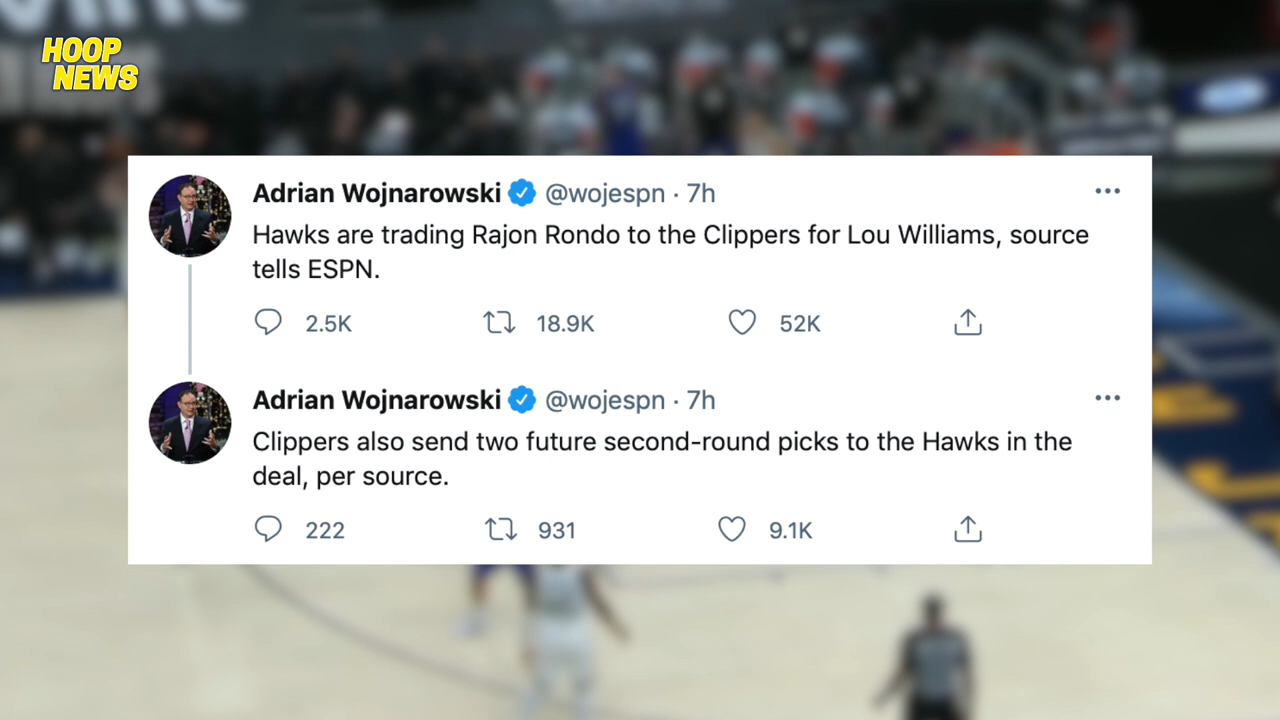 HOOP
NEWS
Adrian Wojnarowski @wojespn · 7h
Hawks are trading Rajon Rondo to the Clippers for Lou Williams, source
tells ESPN.
2.5K 18.9K 52K
Adrian Wojnarowski @wojespn · 7h
Clippers also send two future second-round picks to the Hawks in the
deal, per source.
222 931 9.1K